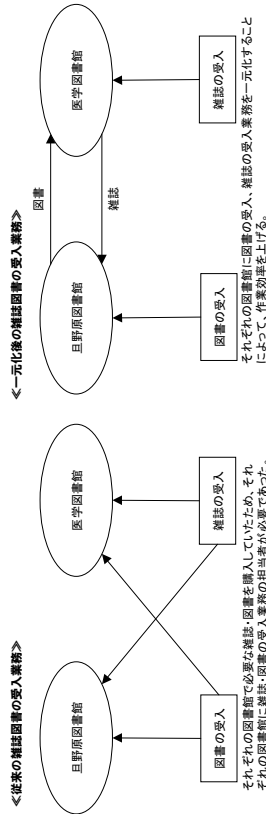 ≪従来の雑誌図書の受入業務≫
旦野原図書館
医学図書館
図書の受入
雑誌の受入
それぞれの図書館で必要な雑誌・図書を購入していたため、それ
ぞれの図書館に雑誌・図書の受入業務の担当者が必要であった。
≪一元化後の雑誌図書の受入業務≫
図書
旦野原図書館
医学図書館
雑誌
図書の受入
雑誌の受入
それぞれの図書館に図書の受入、雑誌の受入業務を一元化すること
によって、作業効率を上げる。